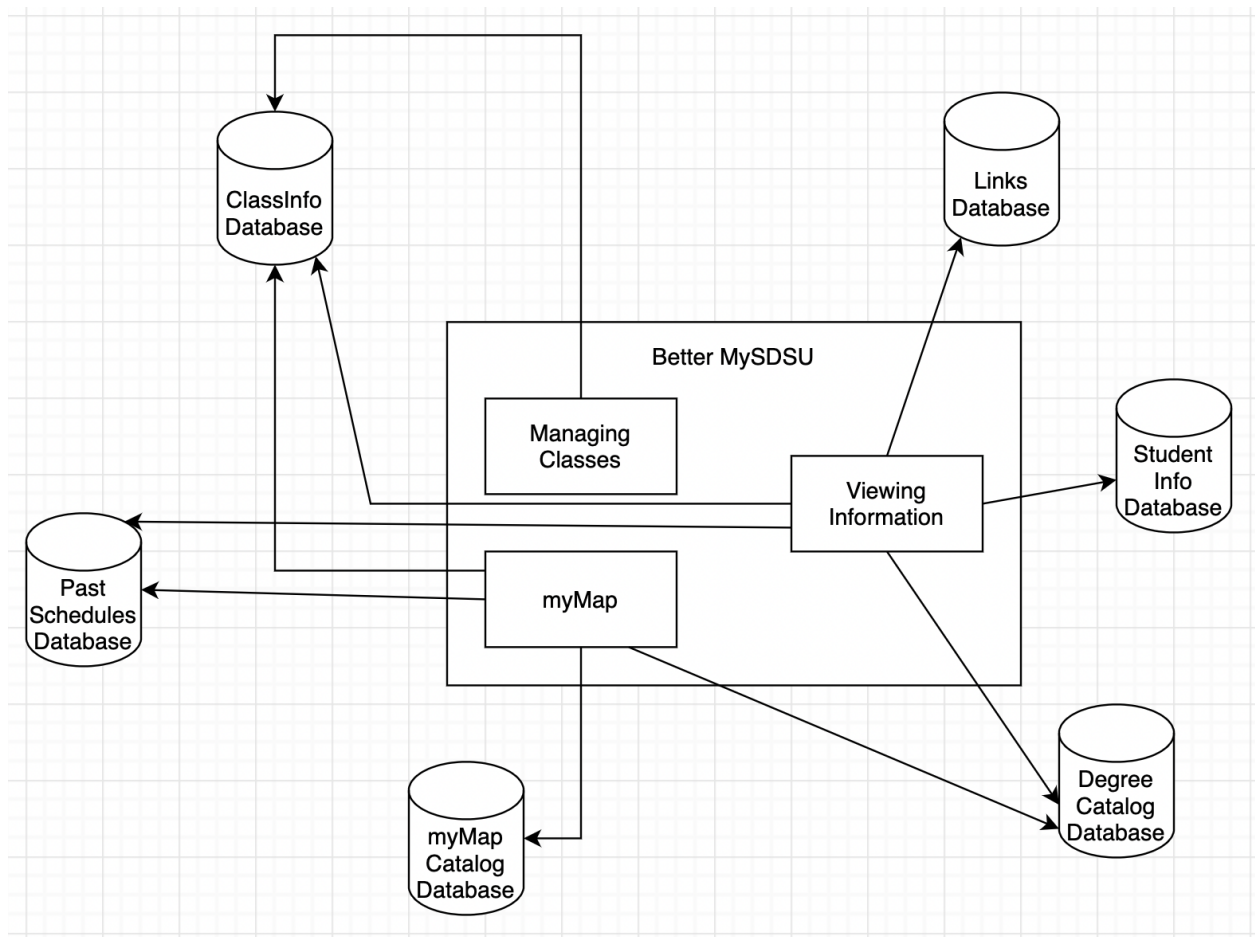 ClassInfo
Database
Links
Database
Better MySDSU
Managing
Classes
Viewing
Information
Student
Info
Database
Past
Schedules
Database
myMap
myMap
Catalog
Database
Degree
Catalog
Database